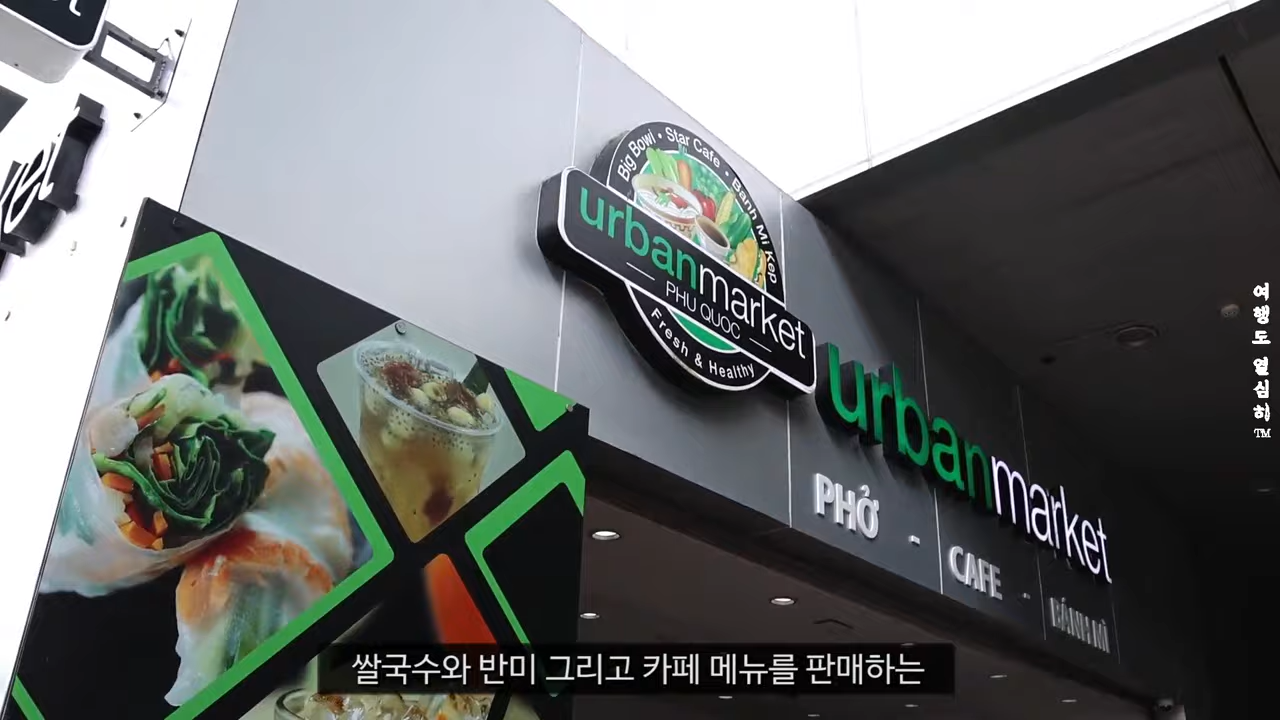 Big Bowl • Star Cafe • Banh Mi Kep
urbanmarket
PHU QUOC
Fresh & Healthy
urbanmarket
PHỞ - CAFE - BÁNH MÌ
여행도 열심히™
쌀국수와 반미 그리고 카페 메뉴를 판매하는